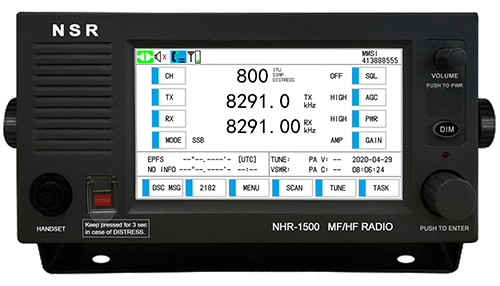 NSR
MMSI
413888555
CH
800
ITU
SIMP
DISTRESS
OFF
SQL
TX
8291.0
TX
kHz
HIGH
AGC
RX
8291.00
RX
kHz
HIGH
PWR
MODE
SSB
AMP
GAIN
EPFS --°--,----'- [UTC]
NO INFO ---°--,----'- --:--
TUNE: PA V: --
VSWR: PA C: --
2020-04-29
08:06:24
DSC MSG
2182
MENU
SCAN
TUNE
TASK
VOLUME
PUSH TO PWR
DIM
HANDSET
Keep pressed for 3 sec
in case of DISTRESS.
NHR-1500 MF/HF RADIO
PUSH TO ENTER